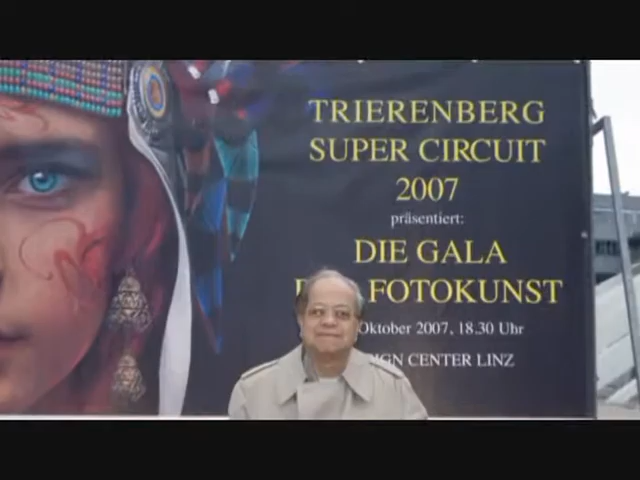 TRIERENBERG
SUPER CIRCUIT
2007
präsentiert:
DIE GALA
FOTOKUNST
Oktober 2007, 18.30 Uhr
CENTER LINZ